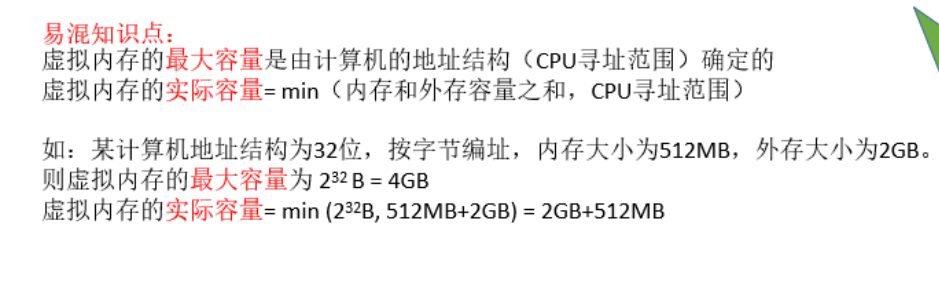 易混知识点：
虚拟内存的最大容量是由计算机的地址结构（CPU寻址范围）确定的
虚拟内存的实际容量= min（内存和外存容量之和，CPU寻址范围）
如：某计算机地址结构为32位，按字节编址，内存大小为512MB，外存大小为2GB。
则虚拟内存的最大容量为 2³² B = 4GB
虚拟内存的实际容量= min (2³²B, 512MB+2GB) = 2GB+512MB